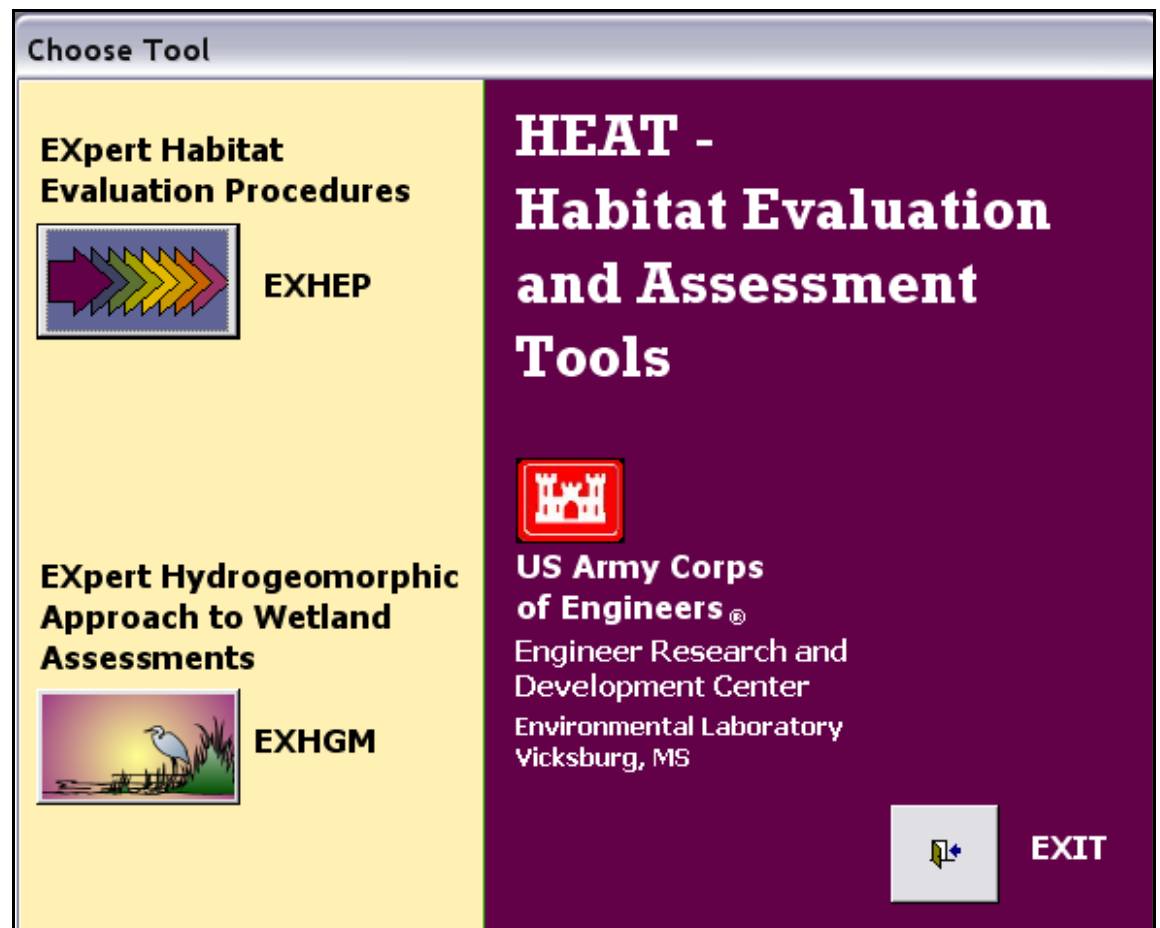 Choose Tool
EXpert Habitat
Evaluation Procedures
EXHEP
EXpert Hydrogeomorphic
Approach to Wetland
Assessments
EXHGM
HEAT -
Habitat Evaluation
and Assessment
Tools
US Army Corps
of Engineers ®
Engineer Research and
Development Center
Environmental Laboratory
Vicksburg, MS
EXIT